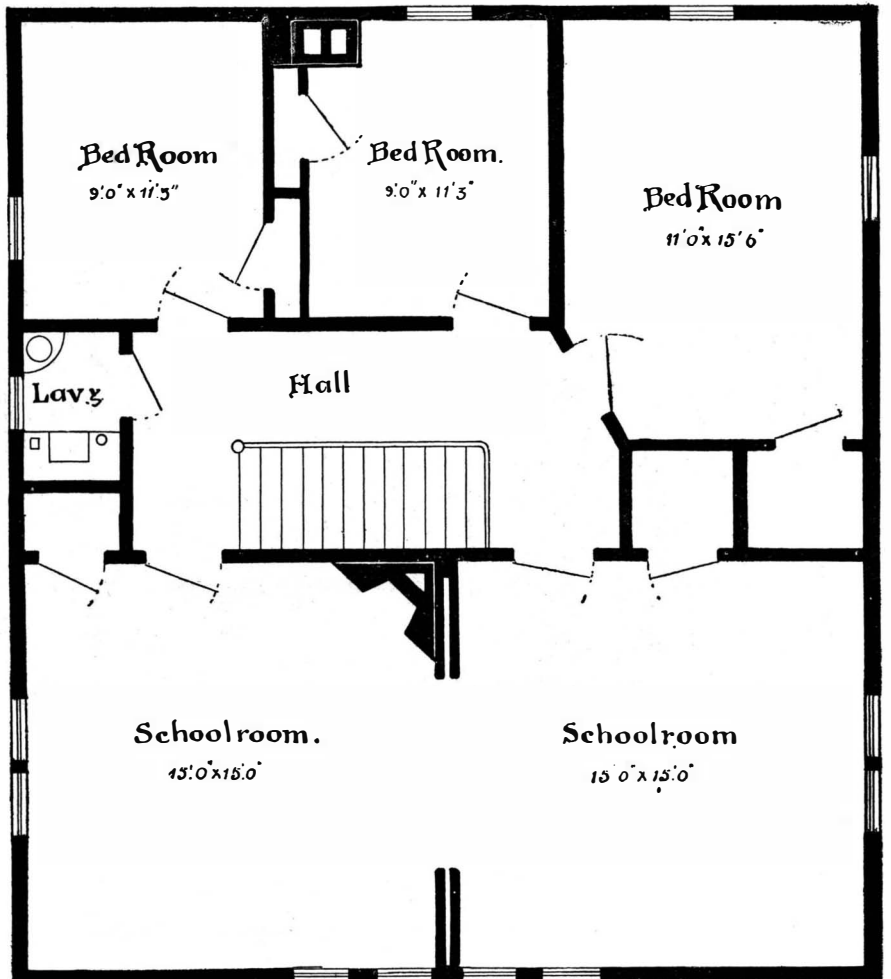 Bed Room
9'.0" x 11'.5"
Bed Room.
9'.0" x 11'3"
Bed Room
11'0" x 15'6"
Lavy.
Hall
Schoolroom.
15'.0" x 15.0"
Schoolroom
15'0" x 15'.0"